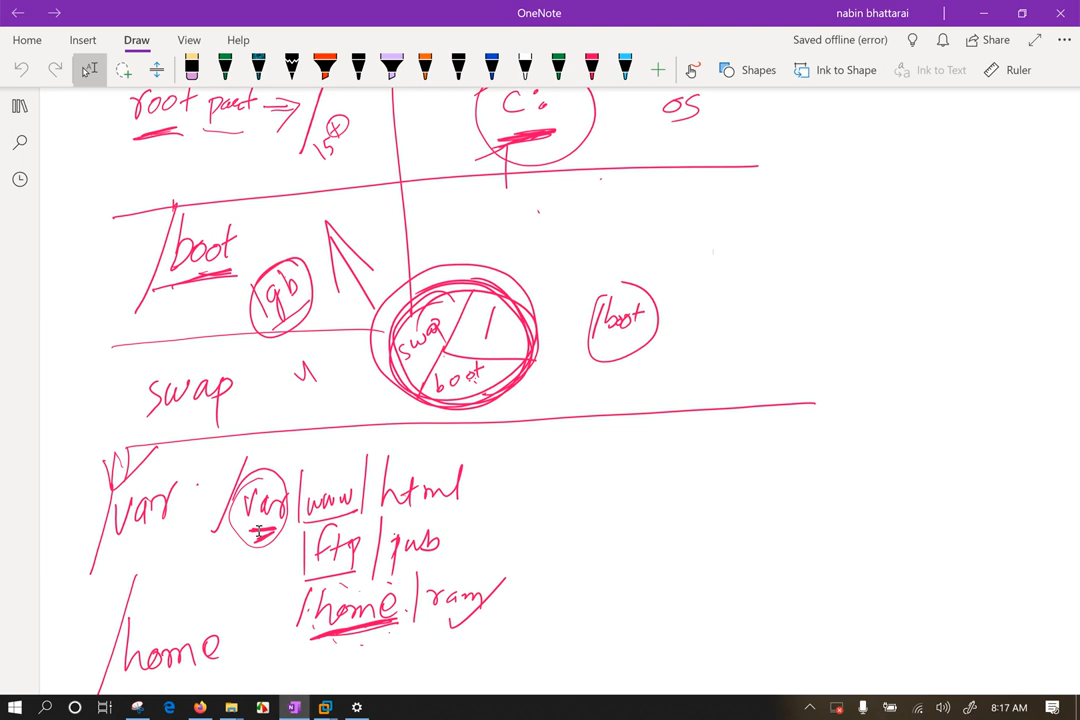 OneNote
nabin bhattarai
Home Insert Draw View Help
Saved offline (error)
Share
Shapes
Ink to Shape
Ink to Text
Ruler
root part => /
15+
C:
OS
/boot
1gb
swap
/
boot
/boot
swap
/var
/var/www/html
/ftp/pub
/home/ram
/home
8:17 AM